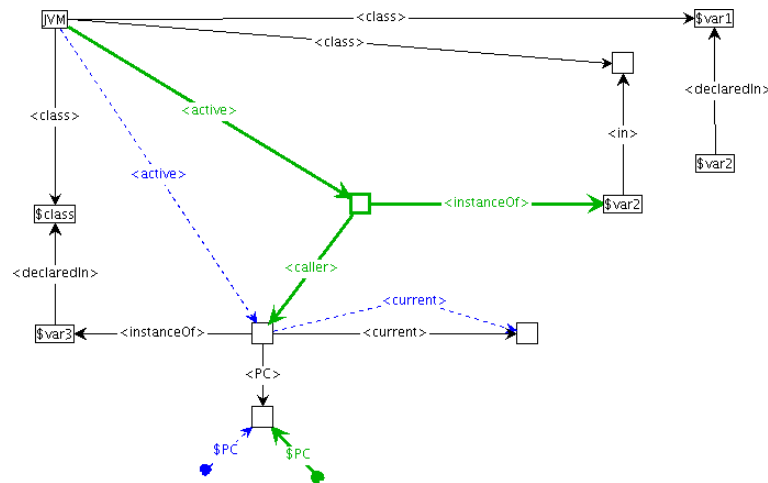 JVM
<class>
$var1
<class>
<declaredIn>
<active>
<class>
<in>
$var2
<active>
<instanceOf>
$var2
$class
<caller>
<declaredIn>
<current>
$var3
<instanceOf>
<current>
<PC>
$PC
$PC